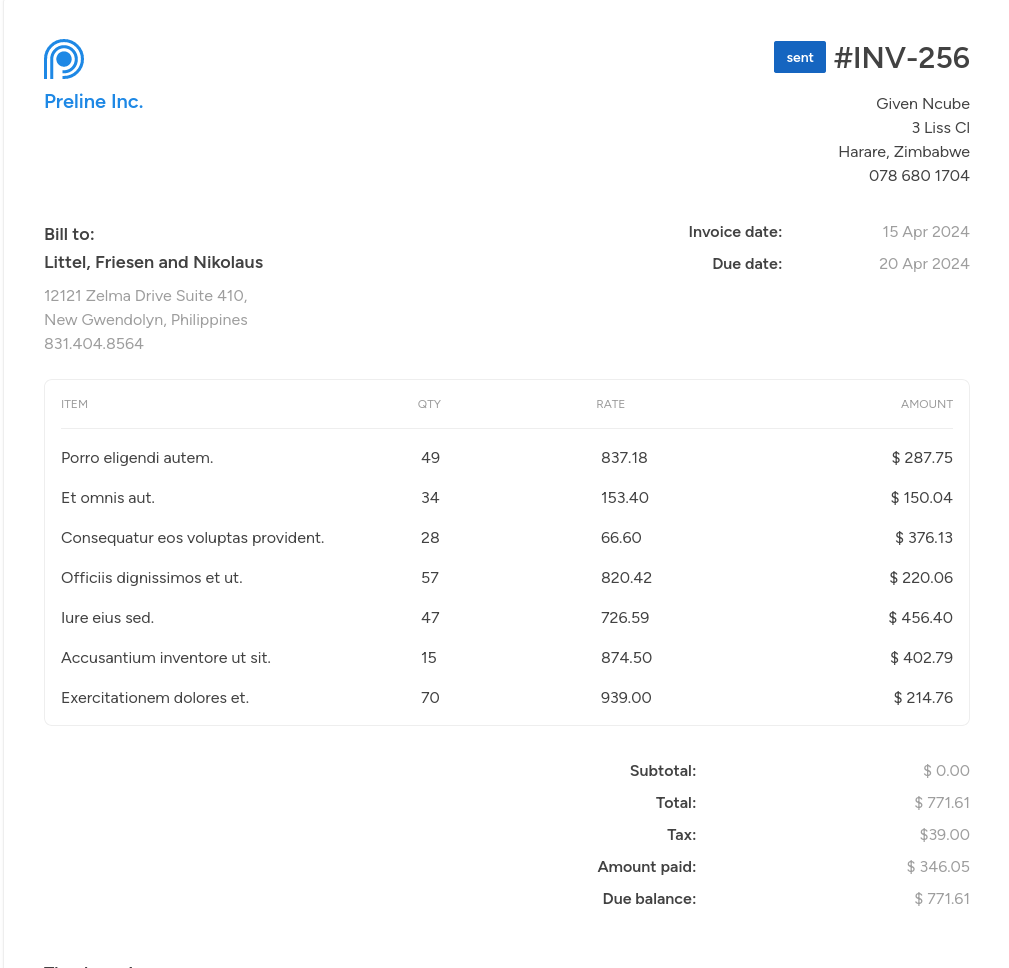 sent #INV-256
Preline Inc.
Given Ncube
3 Liss Cl
Harare, Zimbabwe
078 680 1704
Bill to:
Littel, Friesen and Nikolaus
12121 Zelma Drive Suite 410,
New Gwendolyn, Philippines
831.404.8564
Invoice date: 15 Apr 2024
Due date: 20 Apr 2024
ITEM QTY RATE AMOUNT
Porro eligendi autem. 49 837.18 $ 287.75
Et omnis aut. 34 153.40 $ 150.04
Consequatur eos voluptas provident. 28 66.60 $ 376.13
Officiis dignissimos et ut. 57 820.42 $ 220.06
Iure eius sed. 47 726.59 $ 456.40
Accusantium inventore ut sit. 15 874.50 $ 402.79
Exercitationem dolores et. 70 939.00 $ 214.76
Subtotal: $ 0.00
Total: $ 771.61
Tax: $39.00
Amount paid: $ 346.05
Due balance: $ 771.61